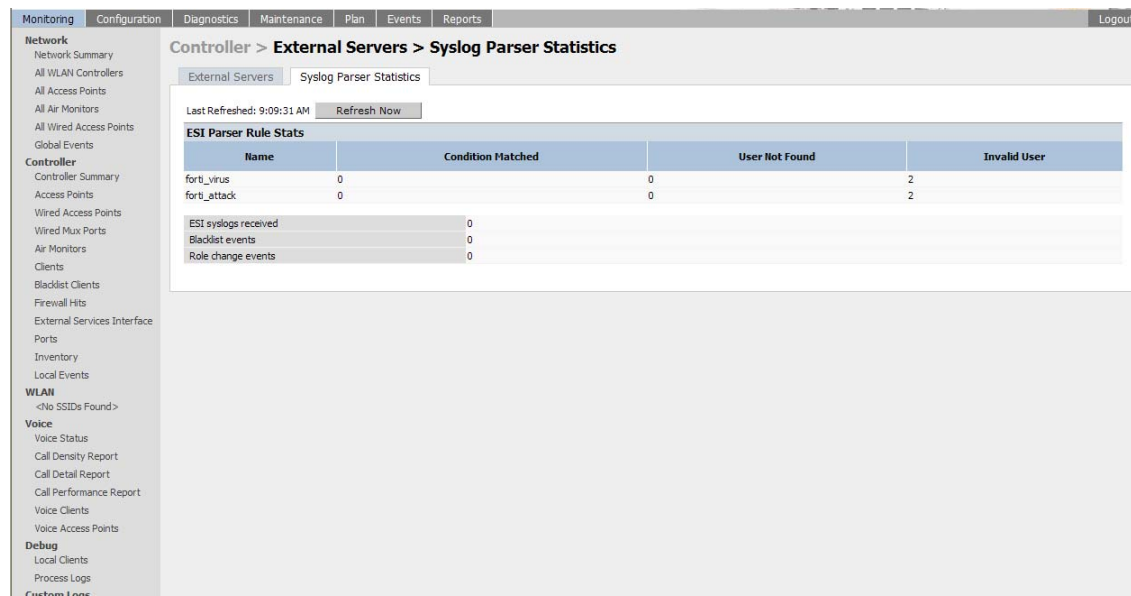 Monitoring Configuration Diagnostics Maintenance Plan Events Reports Logout
Network
Network Summary
All WLAN Controllers
All Access Points
All Air Monitors
All Wired Access Points
Global Events
Controller
Controller Summary
Access Points
Wired Access Points
Wired Mux Ports
Air Monitors
Clients
Blacklist Clients
Firewall Hits
External Services Interface
Ports
Inventory
Local Events
WLAN
<No SSIDs Found>
Voice
Voice Status
Call Density Report
Call Detail Report
Call Performance Report
Voice Clients
Voice Access Points
Debug
Local Clients
Process Logs
Custom Logs
Controller > External Servers > Syslog Parser Statistics
External Servers Syslog Parser Statistics
Last Refreshed: 9:09:31 AM Refresh Now
ESI Parser Rule Stats
Name Condition Matched User Not Found Invalid User
forti_virus 0 0 2
forti_attack 0 0 2
ESI syslogs received 0
Blacklist events 0
Role change events 0